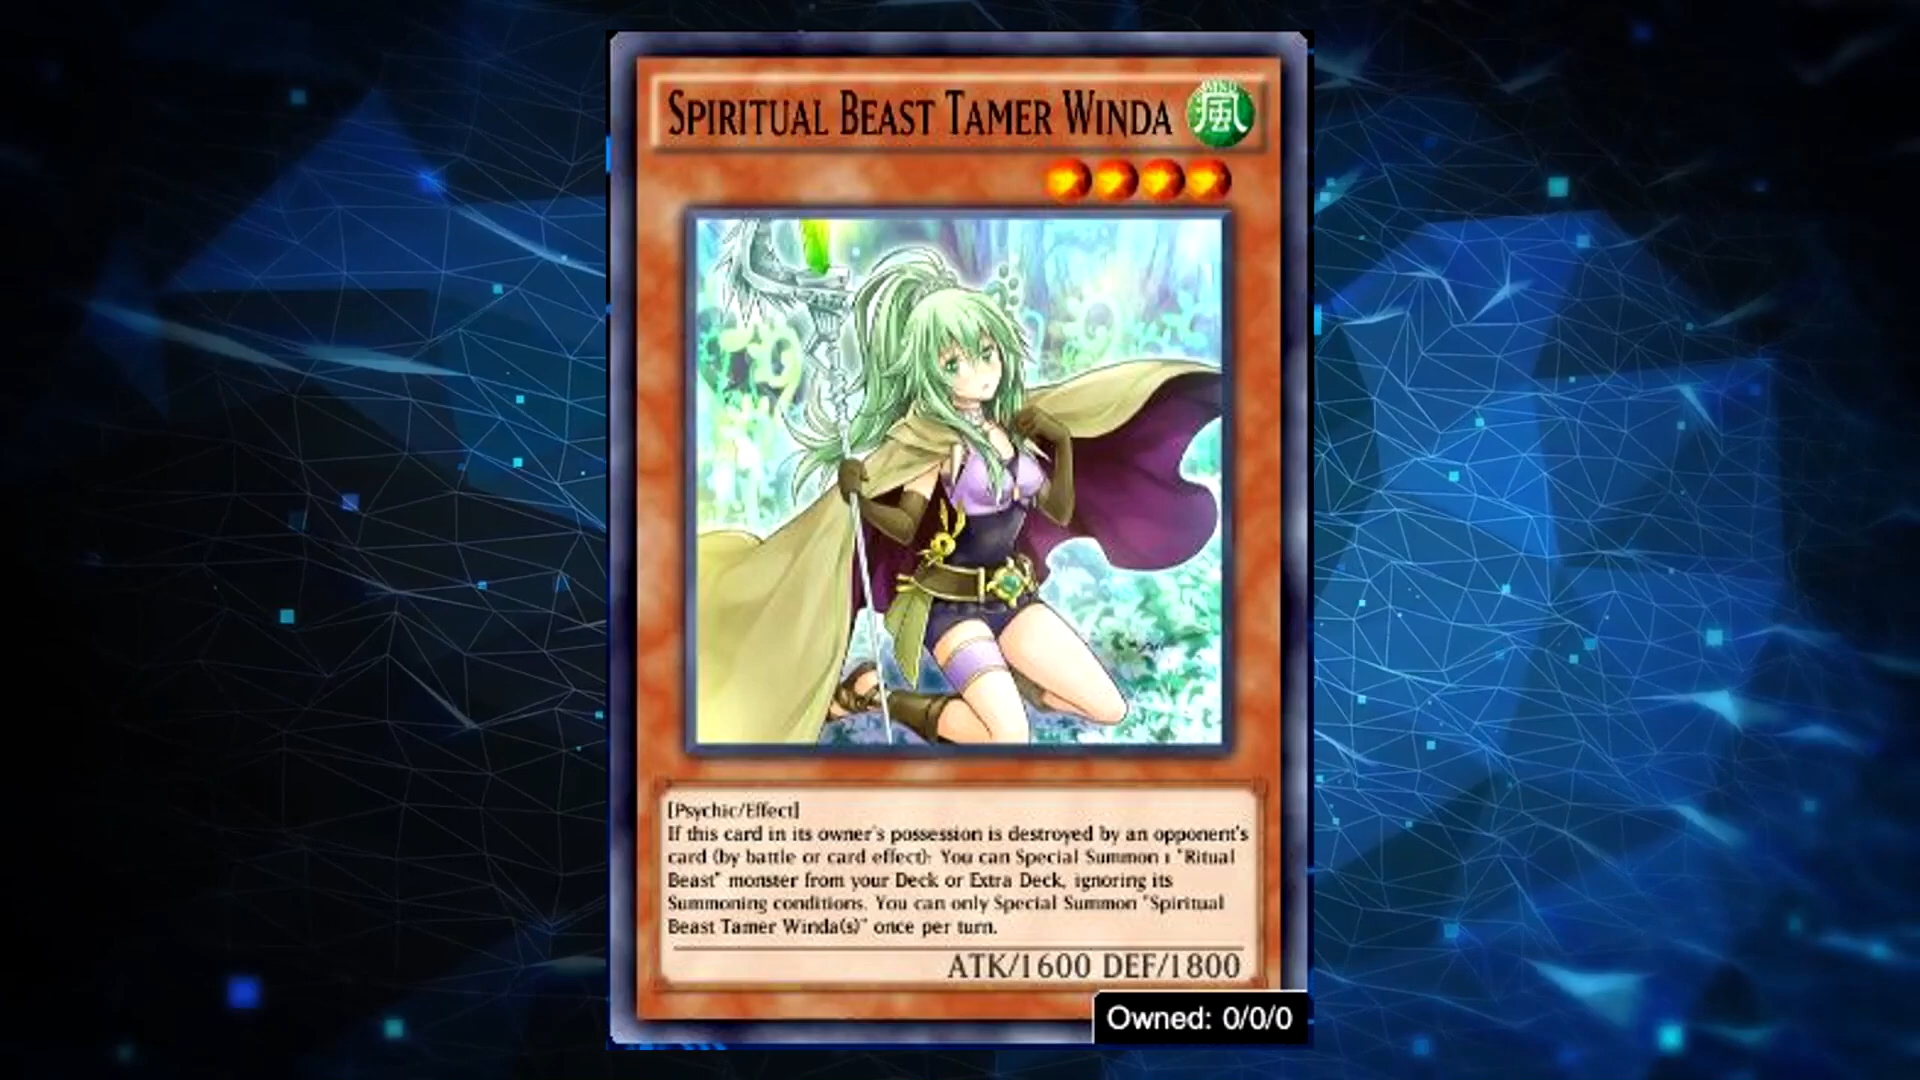 SPIRITUAL BEAST TAMER WINDA
WIND
風
[Psychic/Effect]
If this card in its owner's possession is destroyed by an opponent's
card (by battle or card effect): You can Special Summon 1 "Ritual
Beast" monster from your Deck or Extra Deck, ignoring its
Summoning conditions. You can only Special Summon "Spiritual
Beast Tamer Winda(s)" once per turn.
ATK/1600 DEF/1800
Owned: 0/0/0